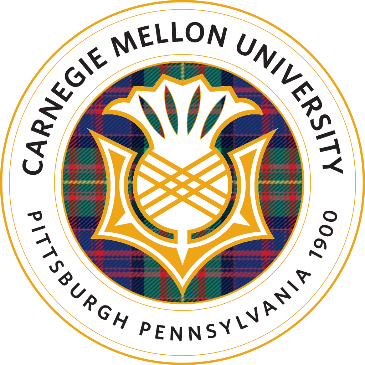 CARNEGIE MELLON UNIVERSITY
PITTSBURGH PENNSYLVANIA 1900